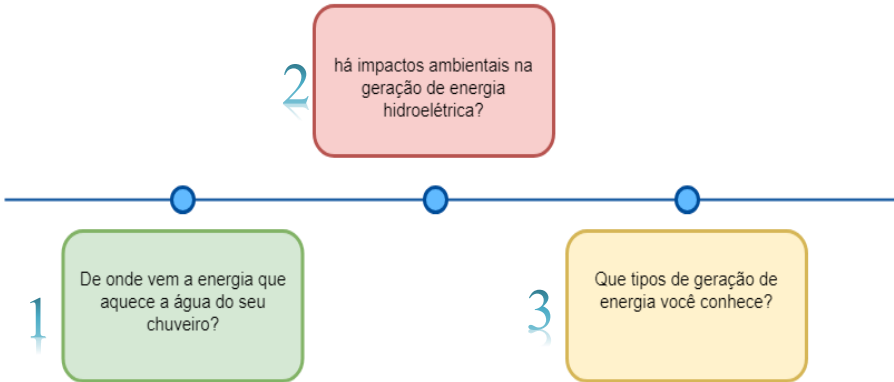 1
De onde vem a energia que
aquece a água do seu
chuveiro?
2
há impactos ambientais na
geração de energia
hidroelétrica?
3
Que tipos de geração de
energia você conhece?